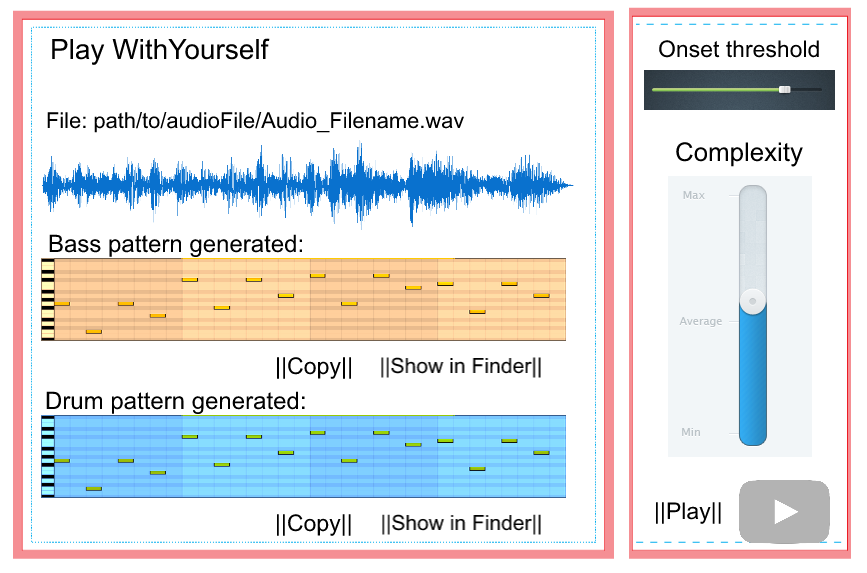 Play WithYourself
File: path/to/audioFile/Audio_Filename.wav
Bass pattern generated:
||Copy|| ||Show in Finder||
Drum pattern generated:
||Copy|| ||Show in Finder||
Onset threshold
Complexity
Max
Average
Min
||Play||